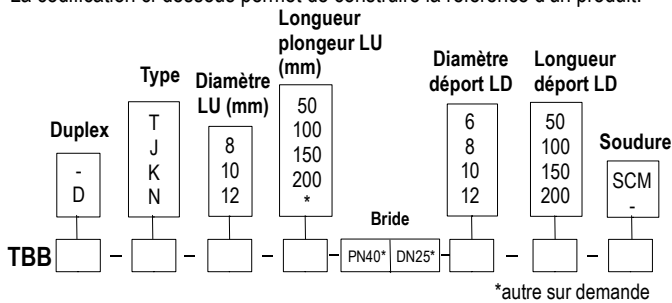 La codification ci-dessous permet de construire la référence d'un produit.
Longueur
plongeur LU
(mm)
Diamètre
déport LD
Longueur
déport LD
Type
Diamètre
LU (mm)
Duplex
Soudure
-
D
T
J
K
N
8
10
12
50
100
150
200
*
6
8
10
12
50
100
150
200
SCM
-
Bride
TBB - - - - PN40* DN25* - - -
*autre sur demande